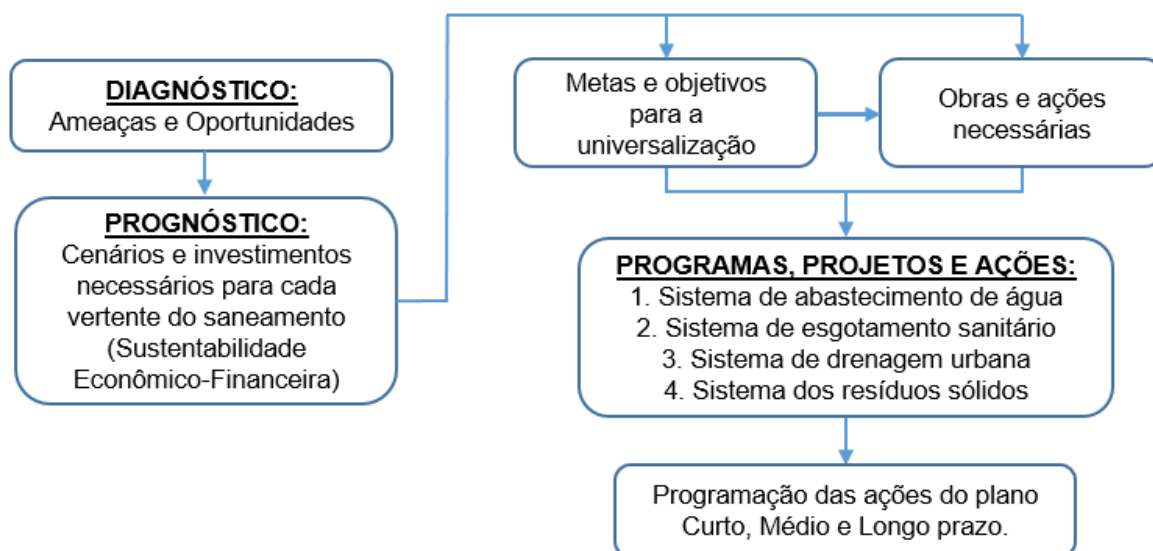 DIAGNÓSTICO:
Ameaças e Oportunidades
PROGNÓSTICO:
Cenários e investimentos
necessários para cada
vertente do saneamento
(Sustentabilidade
Econômico-Financeira)
Metas e objetivos
para a
universalização
Obras e ações
necessárias
PROGRAMAS, PROJETOS E AÇÕES:
1. Sistema de abastecimento de água
2. Sistema de esgotamento sanitário
3. Sistema de drenagem urbana
4. Sistema dos resíduos sólidos
Programação das ações do plano
Curto, Médio e Longo prazo.